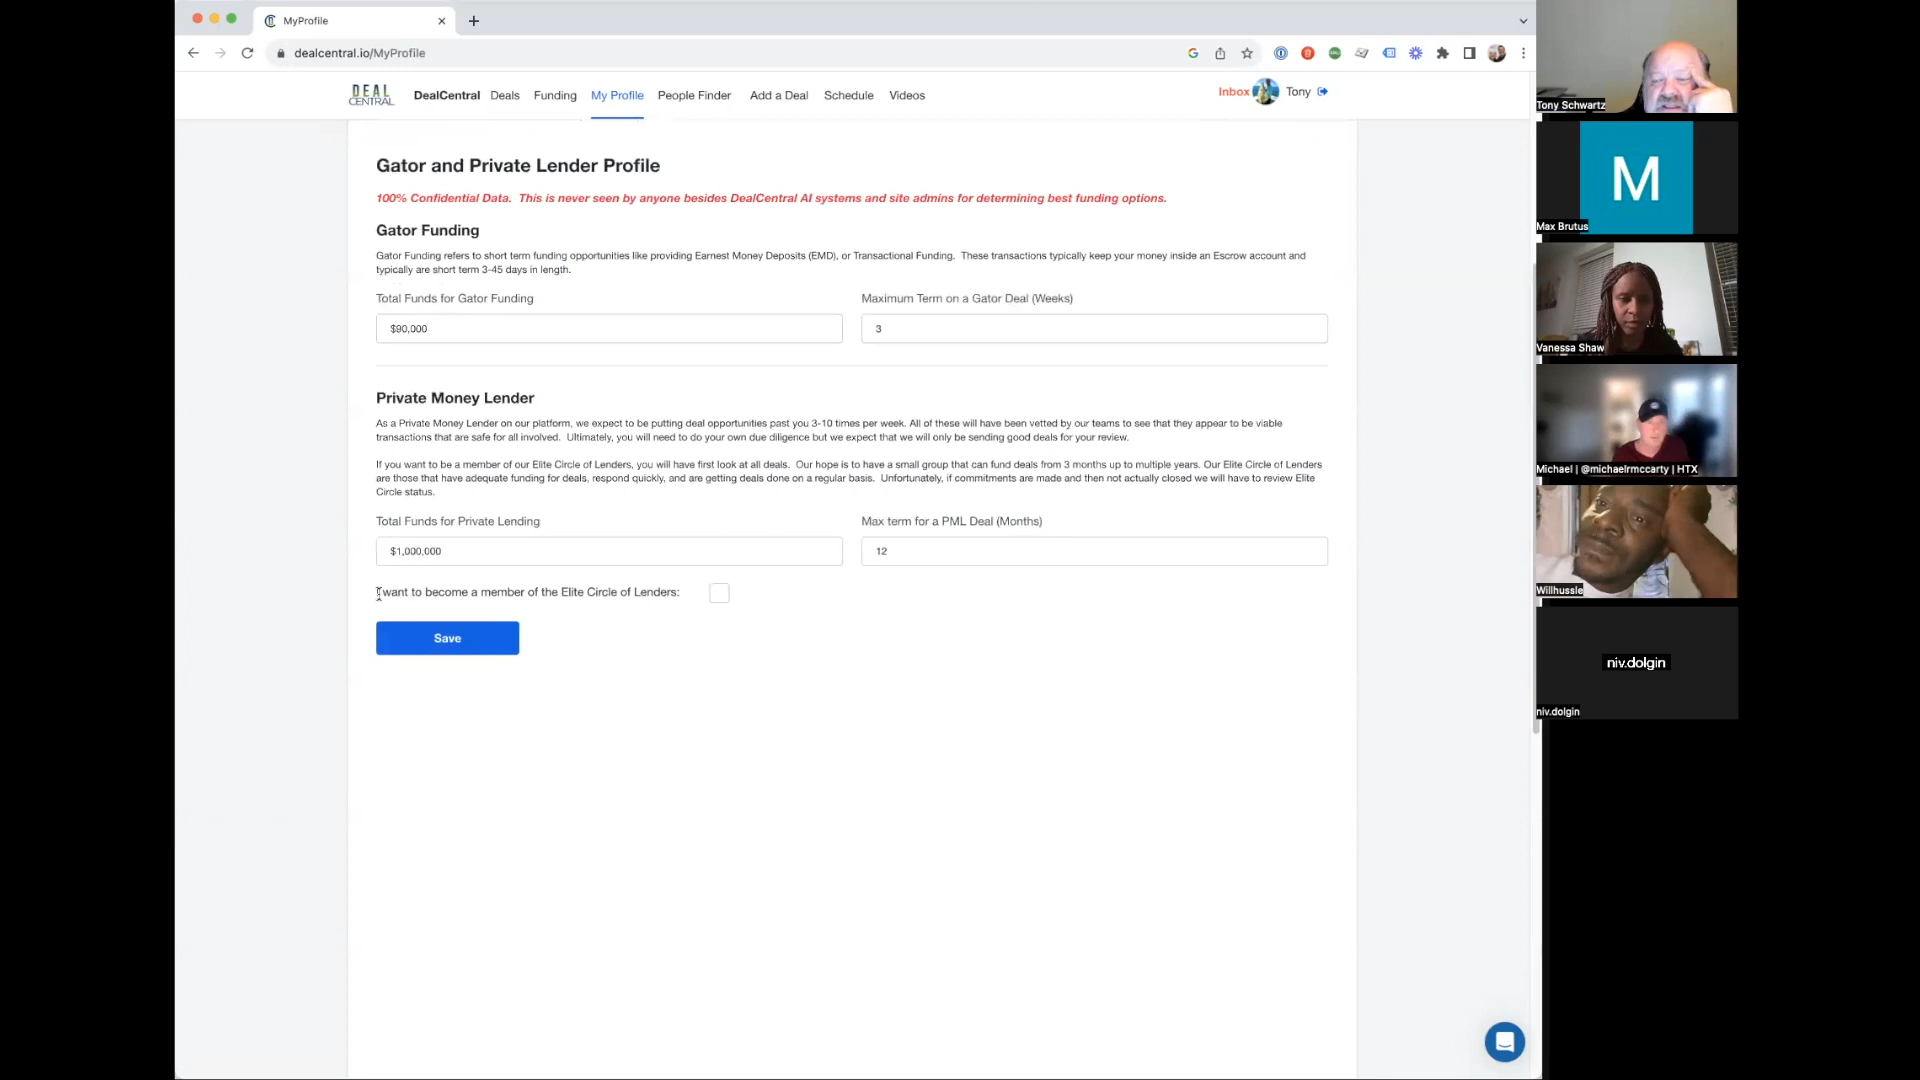 MyProfile
dealcentral.io/MyProfile
DEAL
CENTRAL
DealCentral Deals Funding My Profile People Finder Add a Deal Schedule Videos
Inbox Tony
Gator and Private Lender Profile
100% Confidential Data. This is never seen by anyone besides DealCentral AI systems and site admins for determining best funding options.
Gator Funding
Gator Funding refers to short term funding opportunities like providing Earnest Money Deposits (EMD), or Transactional Funding. These transactions typically keep your money inside an Escrow account and
typically are short term 3-45 days in length.
Total Funds for Gator Funding
Maximum Term on a Gator Deal (Weeks)
$90,000
3
Private Money Lender
As a Private Money Lender on our platform, we expect to be putting deal opportunities past you 3-10 times per week. All of these will have been vetted by our teams to see that they appear to be viable
transactions that are safe for all involved. Ultimately, you will need to do your own due diligence but we expect that we will only be sending good deals for your review.
If you want to be a member of our Elite Circle of Lenders, you will have first look at all deals. Our hope is to have a small group that can fund deals from 3 months up to multiple years. Our Elite Circle of Lenders
are those that have adequate funding for deals, respond quickly, and are getting deals done on a regular basis. Unfortunately, if commitments are made and then not actually closed we will have to review Elite
Circle status.
Total Funds for Private Lending
Max term for a PML Deal (Months)
$1,000,000
12
I want to become a member of the Elite Circle of Lenders:
Save
Tony Schwartz
M
Max Brutus
Vanessa Shaw
Michael | @michaelrmccarty | HTX
Willhussle
niv.dolgin
niv.dolgin